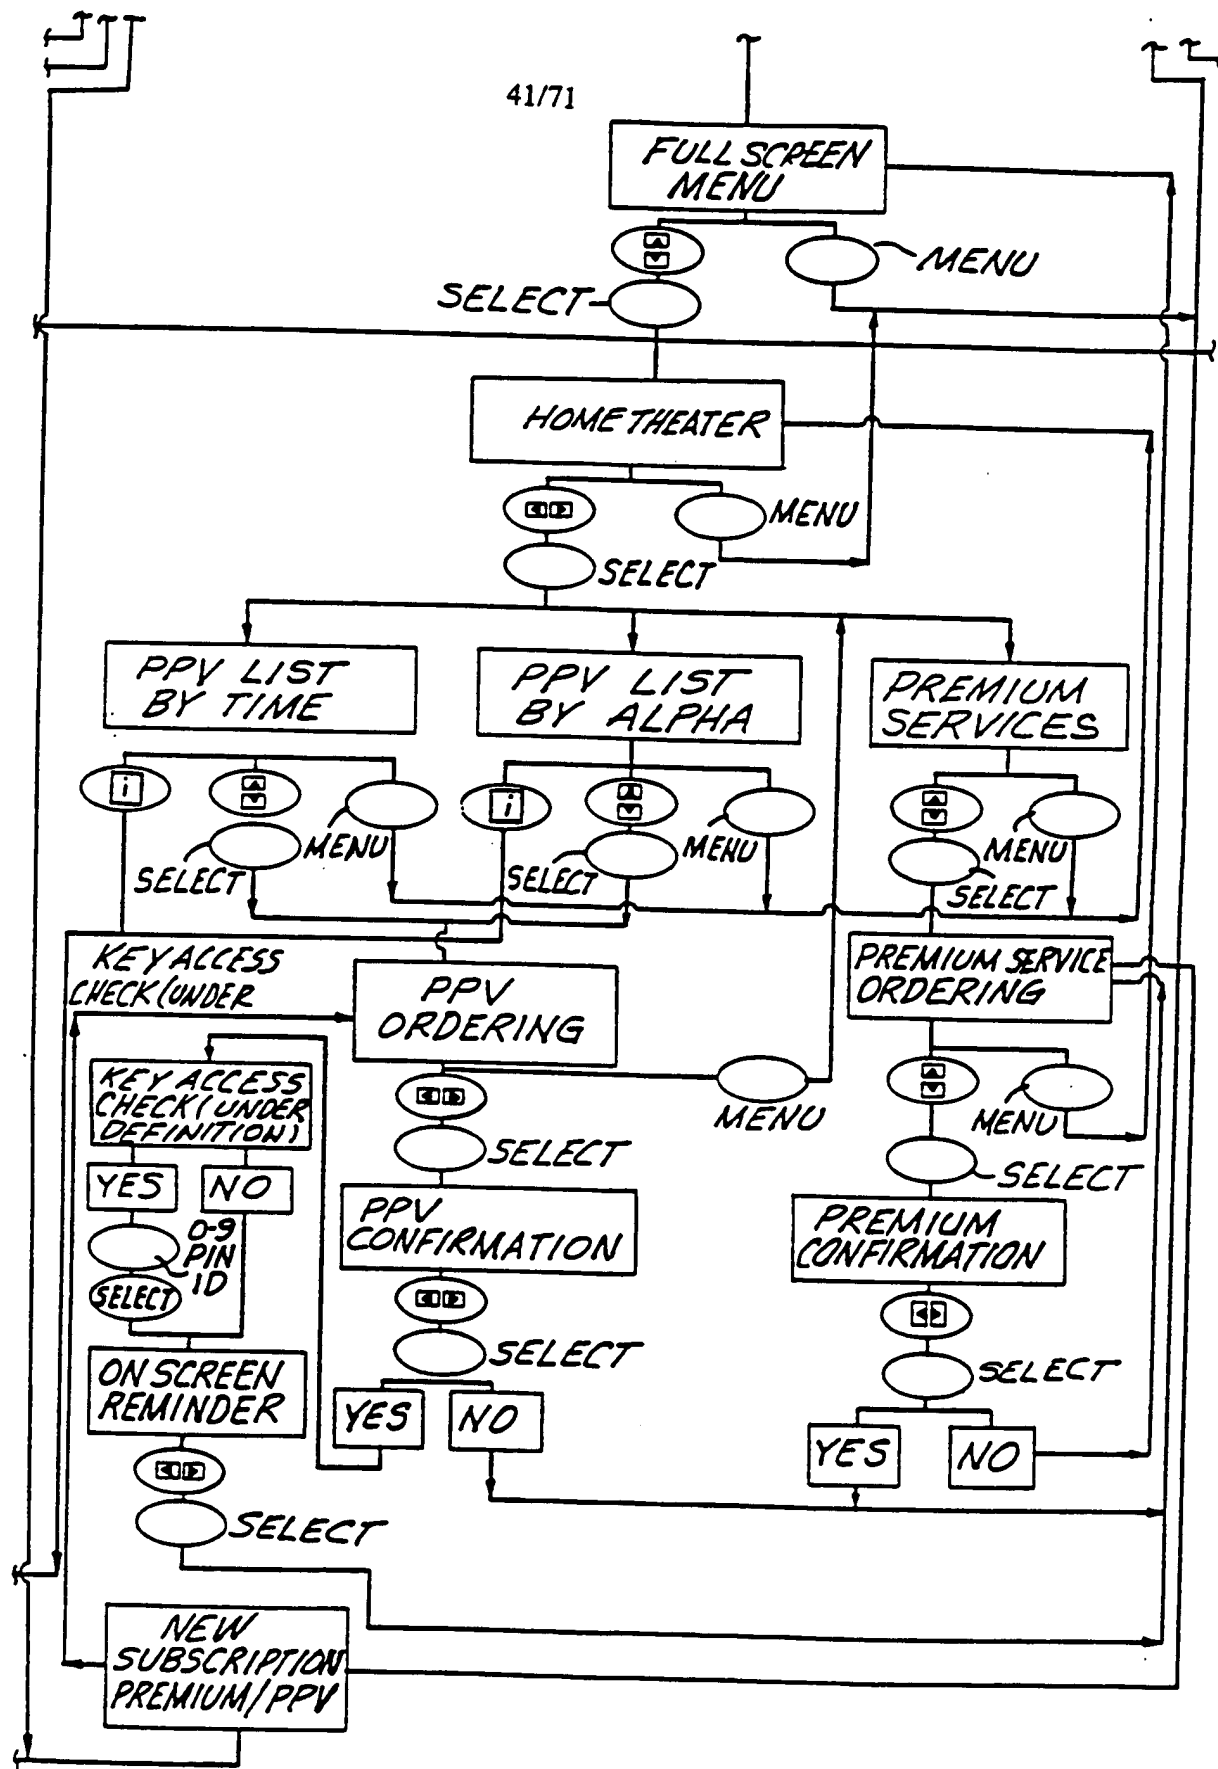 41/71
FULL SCREEN
MENU
MENU
SELECT
HOME THEATER
MENU
SELECT
PPV LIST
BY TIME
PPV LIST
BY ALPHA
PREMIUM
SERVICES
i
MENU
SELECT
i
MENU
SELECT
MENU
SELECT
KEY ACCESS
CHECK (UNDER
PPV
ORDERING
PREMIUM SERVICE
ORDERING
KEY ACCESS
CHECK (UNDER
DEFINITION)
MENU
MENU
SELECT
SELECT
YES
NO
0-9
PIN
ID
SELECT
PPV
CONFIRMATION
PREMIUM
CONFIRMATION
SELECT
SELECT
ON SCREEN
REMINDER
YES
NO
YES
NO
SELECT
NEW
SUBSCRIPTION
PREMIUM/PPV